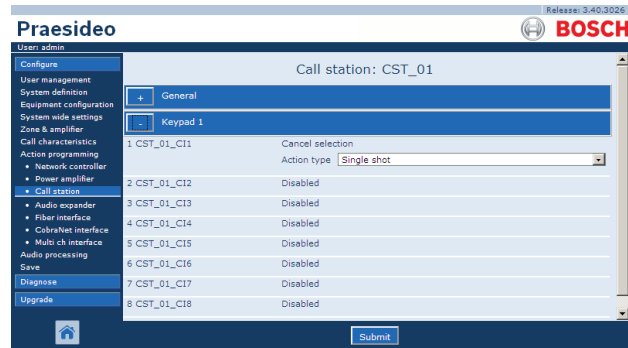 Release: 3.40.3026
Praesideo
BOSCH
User: admin
Configure
User management
System definition
Equipment configuration
System wide settings
Zone & amplifier
Call characteristics
Action programming
• Network controller
• Power amplifier
• Call station
• Audio expander
• Fiber interface
• CobraNet interface
• Multi ch interface
Audio processing
Save
Diagnose
Upgrade
Call station: CST_01
+ General
- Keypad 1
1 CST_01_CI1 Cancel selection
Action type Single shot
2 CST_01_CI2 Disabled
3 CST_01_CI3 Disabled
4 CST_01_CI4 Disabled
5 CST_01_CI5 Disabled
6 CST_01_CI6 Disabled
7 CST_01_CI7 Disabled
8 CST_01_CI8 Disabled
Submit